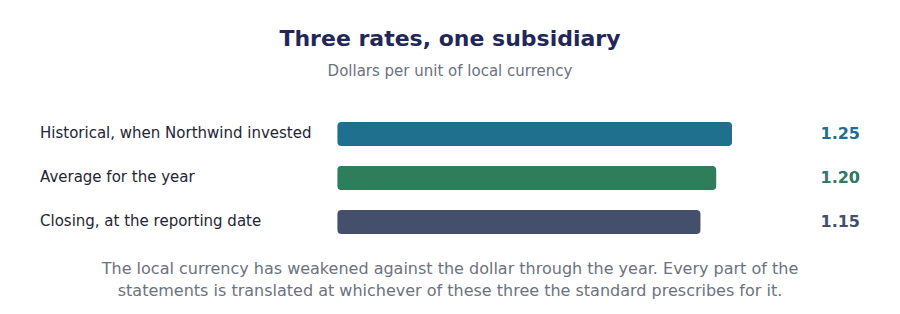 Three rates, one subsidiary
Dollars per unit of local currency
Historical, when Northwind invested 1.25
Average for the year 1.20
Closing, at the reporting date 1.15
The local currency has weakened against the dollar through the year. Every part of the
statements is translated at whichever of these three the standard prescribes for it.